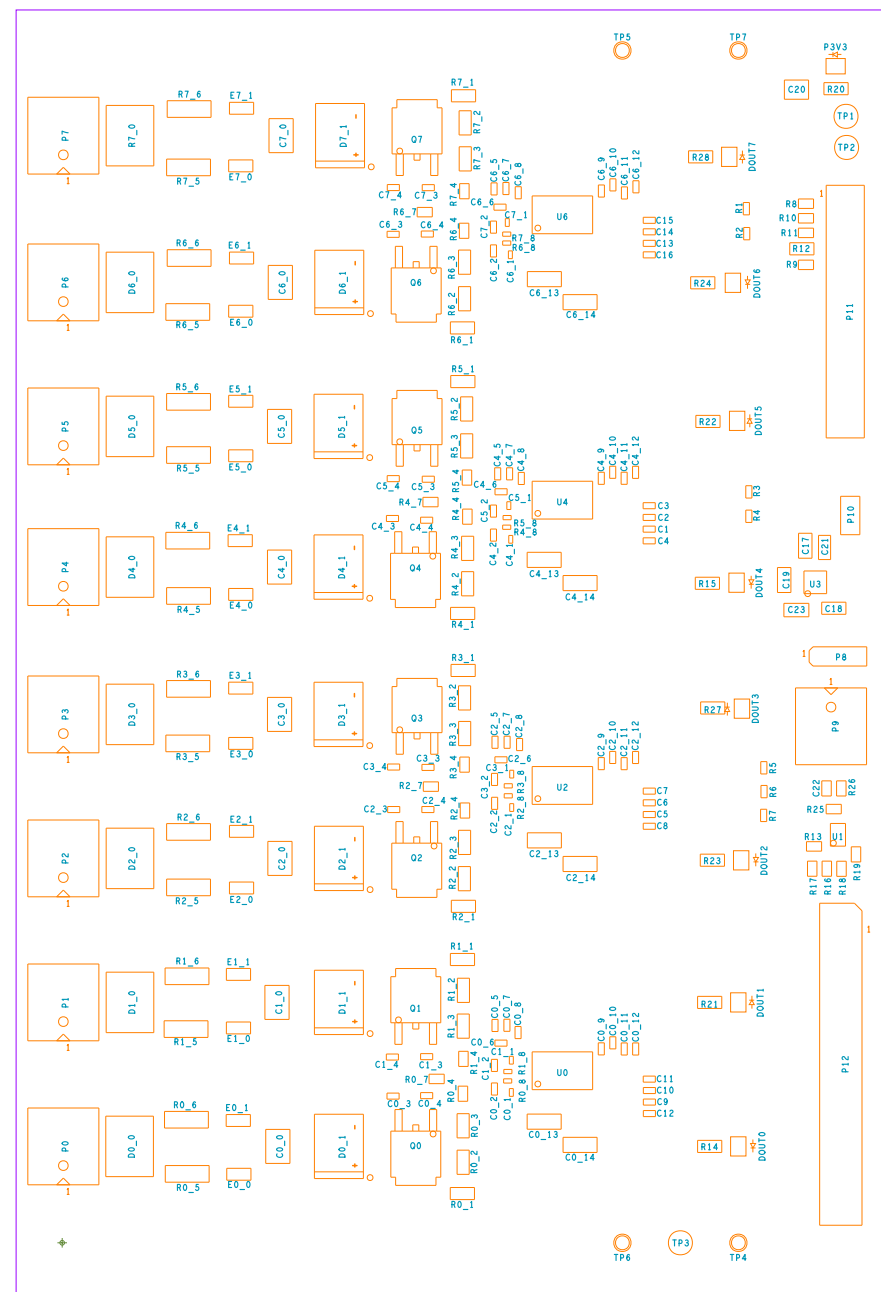 TP5
TP7
P3V3
C20
R20
TP1
TP2
P7
1
R7_0
R7_6
R7_5
E7_1
E7_0
C7_0
D7_1
-
+
Q7
R7_1
R7_2
R7_3
R7_4
C7_4
C7_3
R6_7
C6_3
C6_4
R6_4
C6_5
C6_7
C6_8
C6_6
C7_2
C7_1
R7_8
R6_8
C6_2
C6_1
U6
C6_9
C6_10
C6_11
C6_12
C15
C14
C13
C16
C6_13
C6_14
R28
DOUT7
R1
R2
1
R8
R10
R11
R12
R9
P11
P6
1
D6_0
R6_6
R6_5
E6_1
E6_0
C6_0
D6_1
-
+
Q6
R6_3
R6_2
R6_1
R24
DOUT6
P5
1
D5_0
R5_6
R5_5
E5_1
E5_0
C5_0
D5_1
-
+
Q5
R5_1
R5_2
R5_3
R5_4
C5_4
C5_3
R4_7
C4_3
C4_4
R4_4
C4_5
C4_7
C4_8
C4_6
C5_2
C5_1
R5_8
R4_8
C4_2
C4_1
U4
C4_9
C4_10
C4_11
C4_12
C3
C2
C1
C4
C4_13
C4_14
R22
DOUT5
R3
R4
P10
C17
C21
C19
U3
C23
C18
P4
1
D4_0
R4_6
R4_5
E4_1
E4_0
C4_0
D4_1
-
+
Q4
R4_3
R4_2
R4_1
R15
DOUT4
1
P8
1
P9
P3
1
D3_0
R3_6
R3_5
E3_1
E3_0
C3_0
D3_1
-
+
Q3
R3_1
R3_2
R3_3
R3_4
C3_4
C3_3
R2_7
C2_3
C2_4
R2_4
C2_5
C2_7
C2_8
C2_6
C3_1
C3_2
R3_8
R2_8
C2_2
C2_1
U2
C2_9
C2_10
C2_11
C2_12
C7
C6
C5
C8
C2_13
C2_14
R27
DOUT3
R5
R6
R7
C22
R26
R25
U1
R13
R17
R16
R18
R19
P2
1
D2_0
R2_6
R2_5
E2_1
E2_0
C2_0
D2_1
-
+
Q2
R2_3
R2_2
R2_1
R23
DOUT2
1
P12
P1
1
D1_0
R1_6
R1_5
E1_1
E1_0
C1_0
D1_1
-
+
Q1
R1_1
R1_2
R1_3
R1_4
C1_4
C1_3
R0_7
C0_3
C0_4
R0_4
C0_5
C0_7
C0_8
C0_6
C1_1
C1_2
R1_8
R0_8
C0_2
C0_1
U0
C0_9
C0_10
C0_11
C0_12
C11
C10
C9
C12
C0_13
C0_14
R21
DOUT1
P0
1
D0_0
R0_6
R0_5
E0_1
E0_0
C0_0
D0_1
-
+
Q0
R0_3
R0_2
R0_1
R14
DOUT0
TP6
TP3
TP4